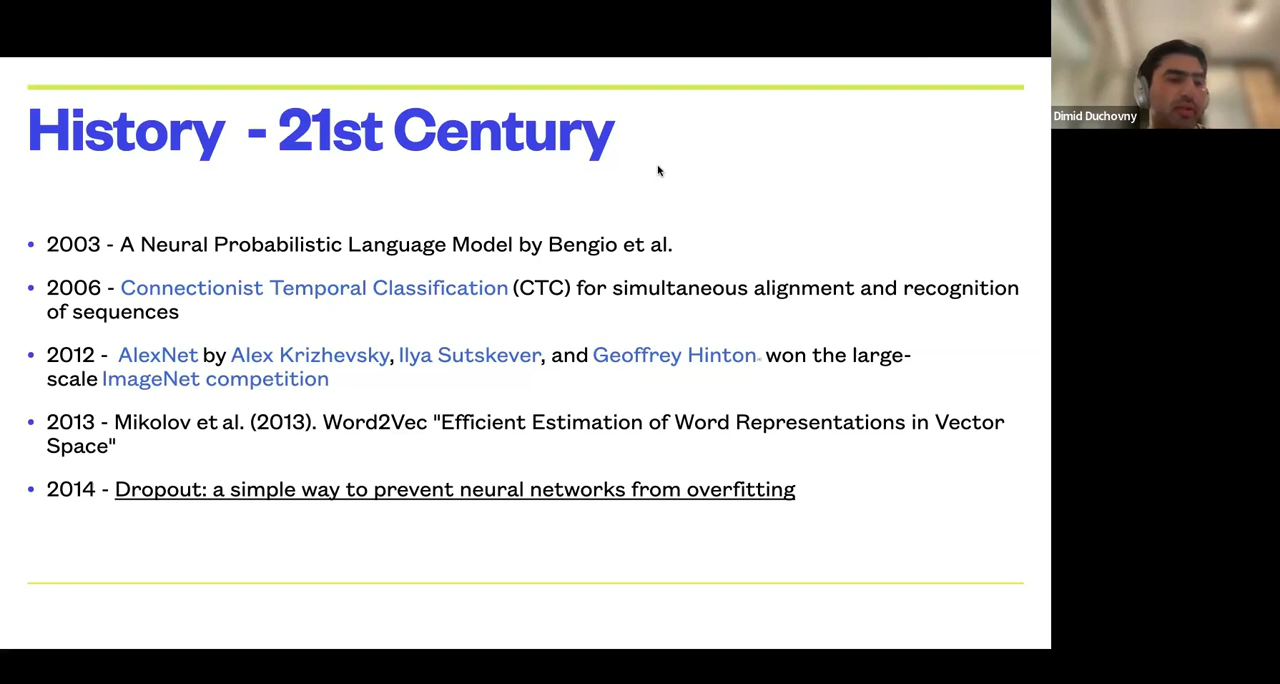 History - 21st Century
Dimid Duchovny
• 2003 - A Neural Probabilistic Language Model by Bengio et al.
• 2006 - Connectionist Temporal Classification (CTC) for simultaneous alignment and recognition
of sequences
• 2012 - AlexNet by Alex Krizhevsky, Ilya Sutskever, and Geoffrey Hinton won the large-
scale ImageNet competition
• 2013 - Mikolov et al. (2013). Word2Vec "Efficient Estimation of Word Representations in Vector
Space"
• 2014 - Dropout: a simple way to prevent neural networks from overfitting